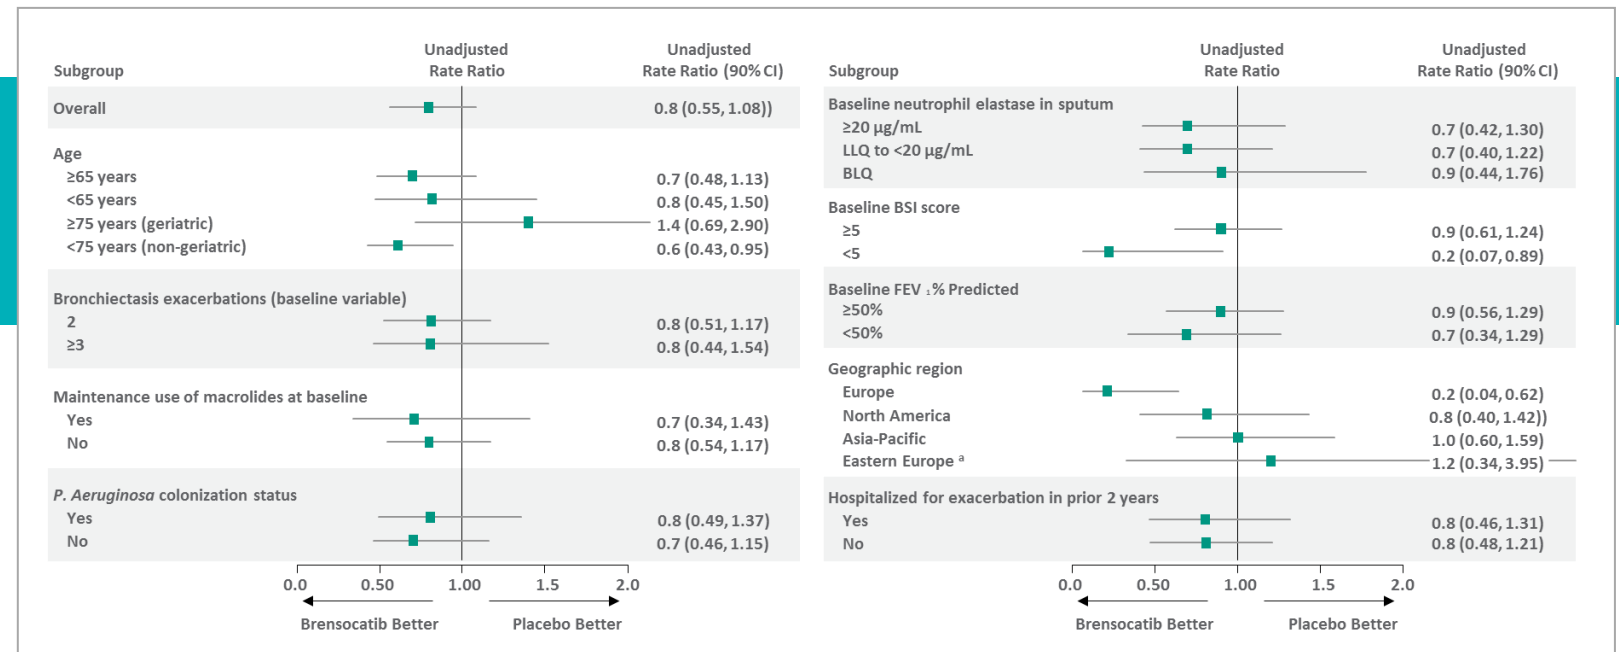 Unadjusted Unadjusted
Subgroup Rate Ratio Rate Ratio (90% CI)
Overall 0.8 (0.55, 1.08))
Age
≥65 years 0.7 (0.48, 1.13)
<65 years 0.8 (0.45, 1.50)
≥75 years (geriatric) 1.4 (0.69, 2.90)
<75 years (non-geriatric) 0.6 (0.43, 0.95)
Bronchiectasis exacerbations (baseline variable)
2 0.8 (0.51, 1.17)
≥3 0.8 (0.44, 1.54)
Maintenance use of macrolides at baseline
Yes 0.7 (0.34, 1.43)
No 0.8 (0.54, 1.17)
P. Aeruginosa colonization status
Yes 0.8 (0.49, 1.37)
No 0.7 (0.46, 1.15)
0.0 0.50 1.00 1.5 2.0
Brensocatib Better Placebo Better
Unadjusted Unadjusted
Subgroup Rate Ratio Rate Ratio (90% CI)
Baseline neutrophil elastase in sputum
≥20 µg/mL 0.7 (0.42, 1.30)
LLQ to <20 µg/mL 0.7 (0.40, 1.22)
BLQ 0.9 (0.44, 1.76)
Baseline BSI score
≥5 0.9 (0.61, 1.24)
<5 0.2 (0.07, 0.89)
Baseline FEV ₁% Predicted
≥50% 0.9 (0.56, 1.29)
<50% 0.7 (0.34, 1.29)
Geographic region
Europe 0.2 (0.04, 0.62)
North America 0.8 (0.40, 1.42))
Asia-Pacific 1.0 (0.60, 1.59)
Eastern Europe ᵃ 1.2 (0.34, 3.95)
Hospitalized for exacerbation in prior 2 years
Yes 0.8 (0.46, 1.31)
No 0.8 (0.48, 1.21)
0.0 0.50 1.00 1.5 2.0
Brensocatib Better Placebo Better